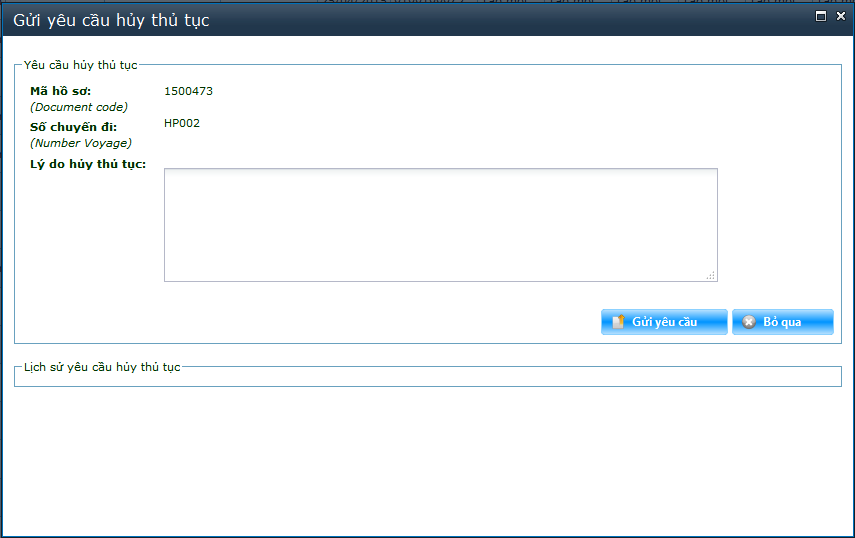 Gửi yêu cầu hủy thủ tục
Yêu cầu hủy thủ tục
Mã hồ sơ: 1500473
(Document code)
Số chuyến đi: HP002
(Number Voyage)
Lý do hủy thủ tục:
Gửi yêu cầu Bỏ qua
Lịch sử yêu cầu hủy thủ tục